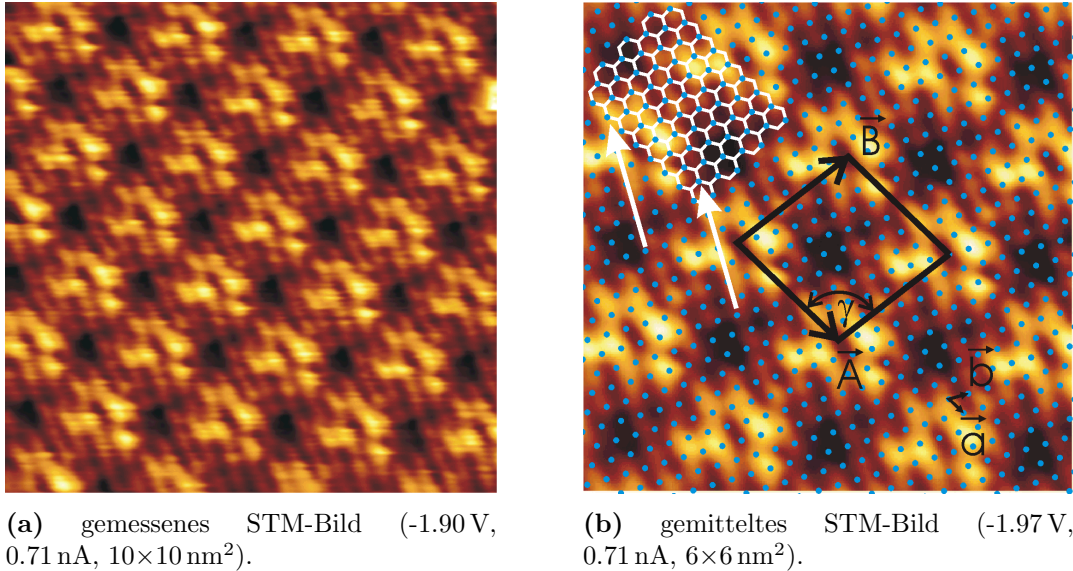 B
γ
A
b
a
(a) gemessenes STM-Bild (-1.90 V,
0.71 nA, 10×10 nm²).
(b) gemitteltes STM-Bild (-1.97 V,
0.71 nA, 6×6 nm²).